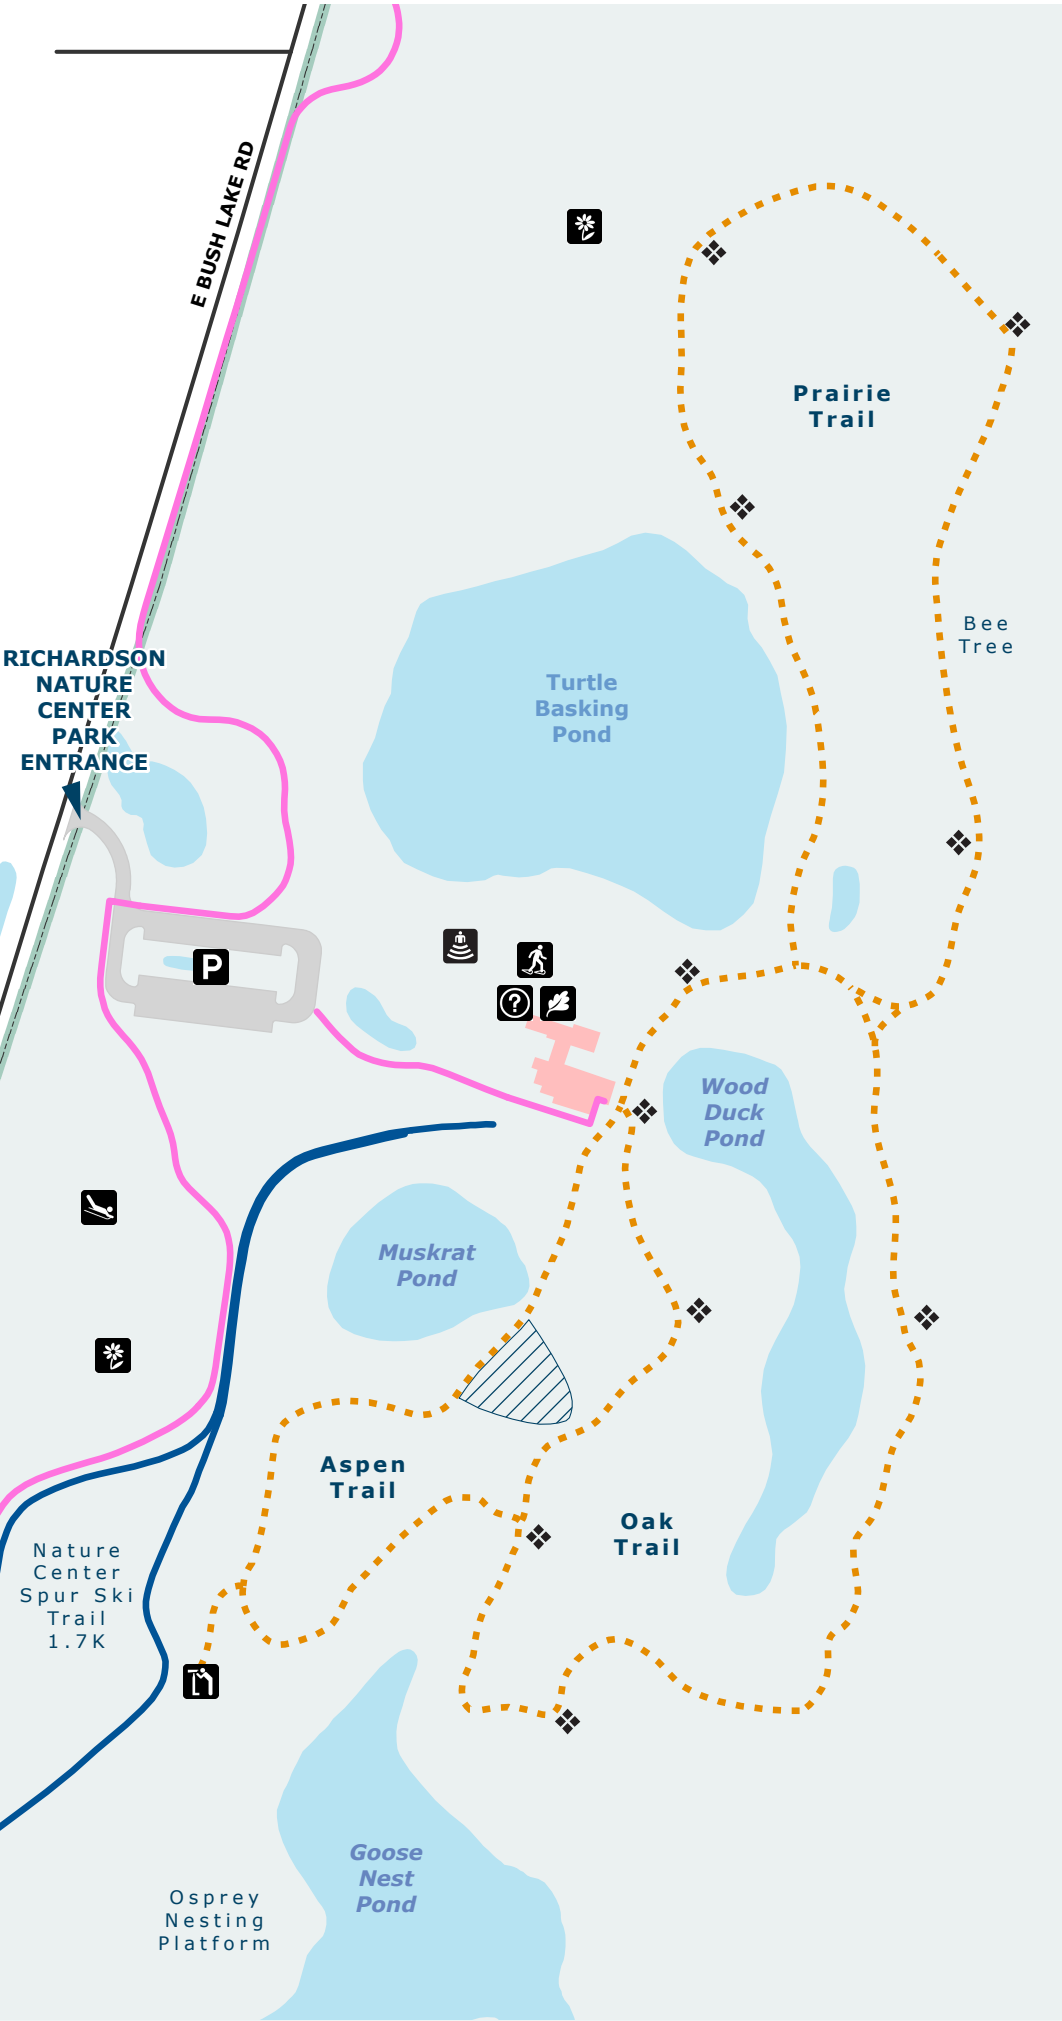 E BUSH LAKE RD
Prairie
Trail
Bee
Tree
RICHARDSON
NATURE
CENTER
PARK
ENTRANCE
Turtle
Basking
Pond
P
?
Wood
Duck
Pond
Muskrat
Pond
Aspen
Trail
Oak
Trail
Nature
Center
Spur Ski
Trail
1.7K
Goose
Nest
Pond
Osprey
Nesting
Platform